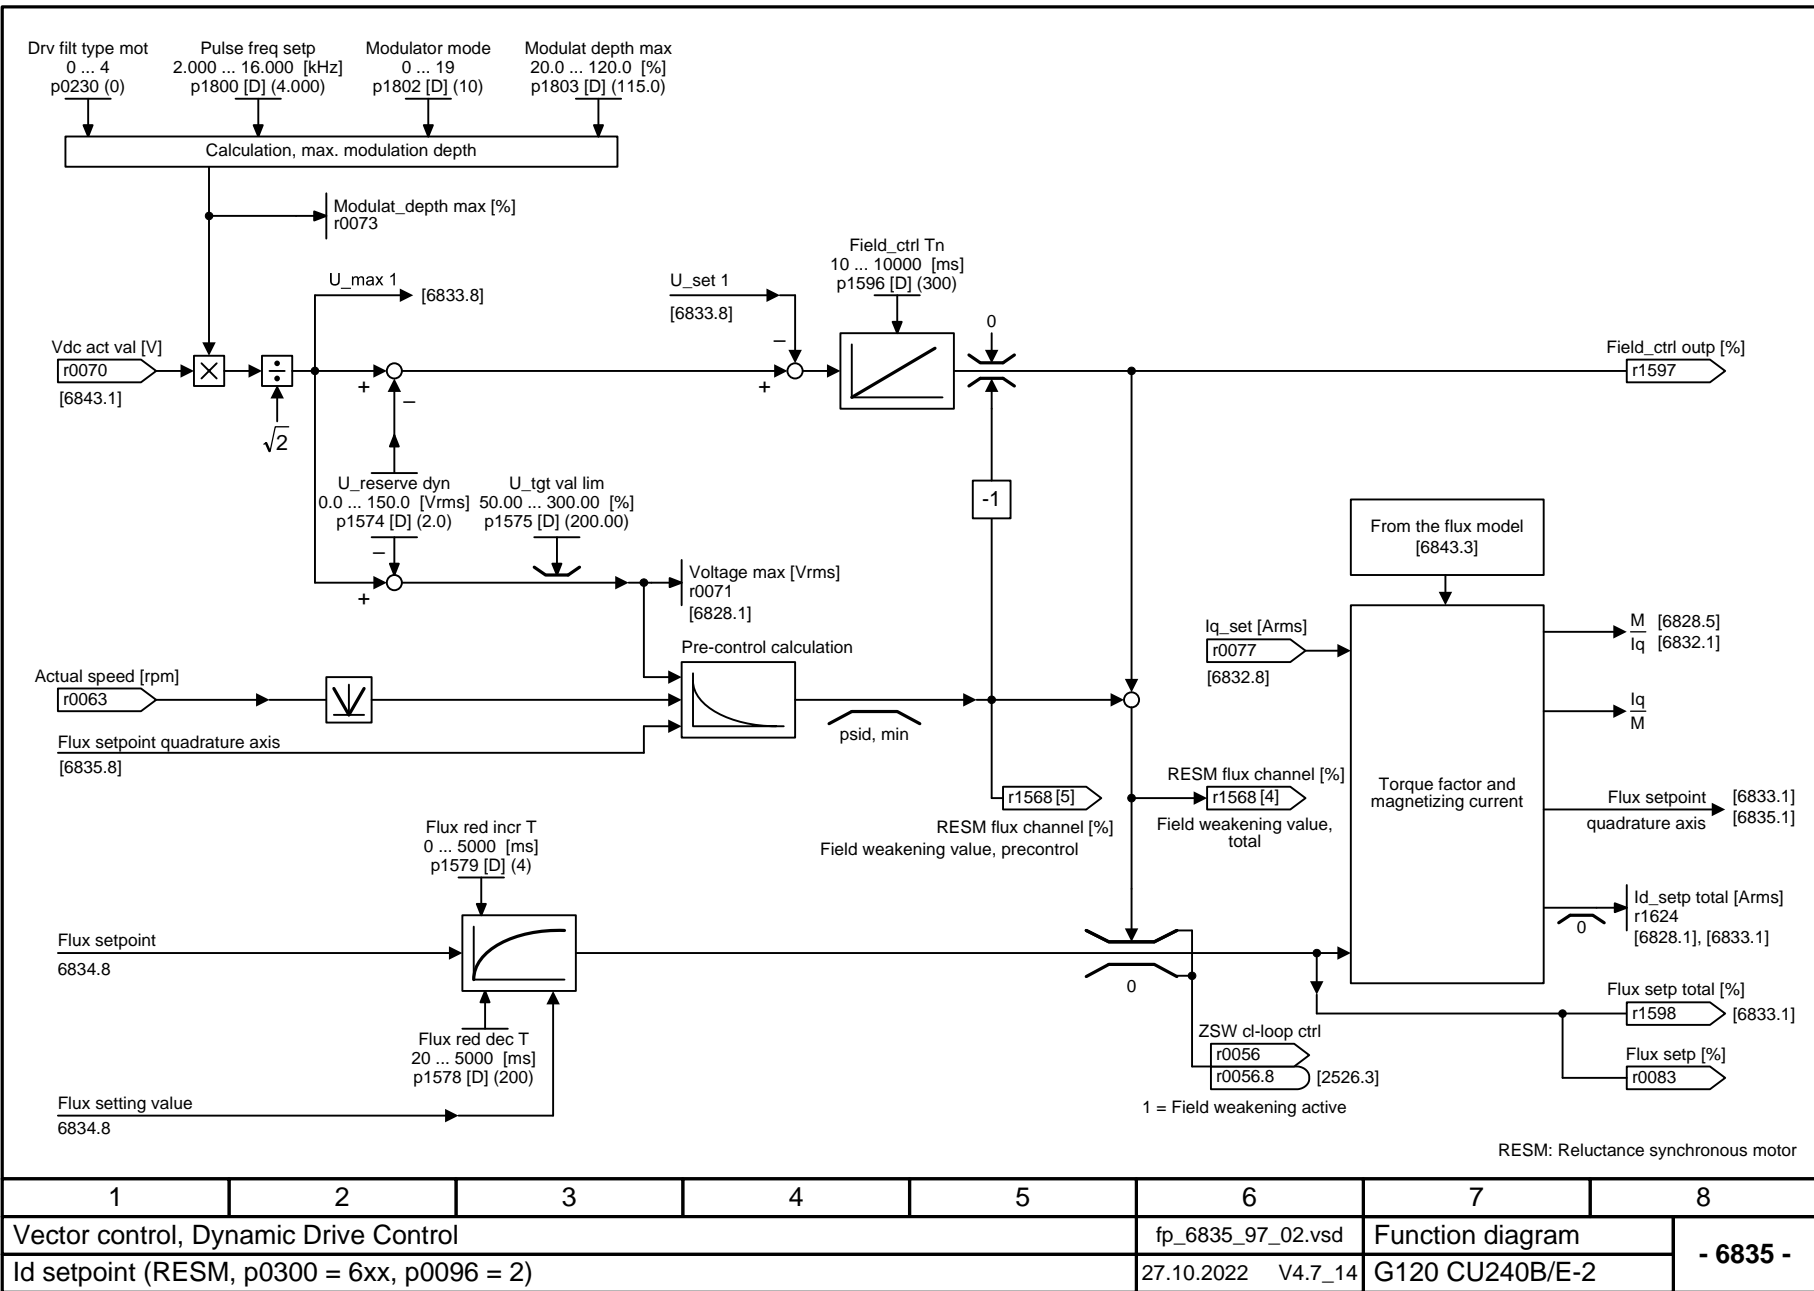 Drv filt type mot
0 ... 4
p0230 (0)
Pulse freq setp
2.000 ... 16.000 [kHz]
p1800 [D] (4.000)
Modulator mode
0 ... 19
p1802 [D] (10)
Modulat depth max
20.0 ... 120.0 [%]
p1803 [D] (115.0)
Calculation, max. modulation depth
Modulat_depth max [%]
r0073
U_max 1
[6833.8]
U_set 1
[6833.8]
Field_ctrl Tn
10 ... 10000 [ms]
p1596 [D] (300)
0
Vdc act val [V]
r0070
[6843.1]
×
÷
√2
+
–
–
+
Field_ctrl outp [%]
r1597
U_reserve dyn
0.0 ... 150.0 [Vrms]
p1574 [D] (2.0)
U_tgt val lim
50.00 ... 300.00 [%]
p1575 [D] (200.00)
–
+
-1
From the flux model
[6843.3]
Voltage max [Vrms]
r0071
[6828.1]
Pre-control calculation
Actual speed [rpm]
r0063
Flux setpoint quadrature axis
[6835.8]
psid, min
Iq_set [Arms]
r0077
[6832.8]
M
Iq
[6828.5]
[6832.1]
Iq
M
Torque factor and
magnetizing current
r1568 [5]
RESM flux channel [%]
Field weakening value, precontrol
RESM flux channel [%]
r1568 [4]
Field weakening value,
total
Flux setpoint
quadrature axis
[6833.1]
[6835.1]
Flux red incr T
0 ... 5000 [ms]
p1579 [D] (4)
Flux setpoint
6834.8
0
0
Id_setp total [Arms]
r1624
[6828.1], [6833.1]
Flux red dec T
20 ... 5000 [ms]
p1578 [D] (200)
Flux setting value
6834.8
ZSW cl-loop ctrl
r0056
r0056.8
[2526.3]
1 = Field weakening active
Flux setp total [%]
r1598
[6833.1]
Flux setp [%]
r0083
RESM: Reluctance synchronous motor
1 2 3 4 5 6 7 8
Vector control, Dynamic Drive Control
fp_6835_97_02.vsd
Function diagram
- 6835 -
Id setpoint (RESM, p0300 = 6xx, p0096 = 2)
27.10.2022 V4.7_14
G120 CU240B/E-2